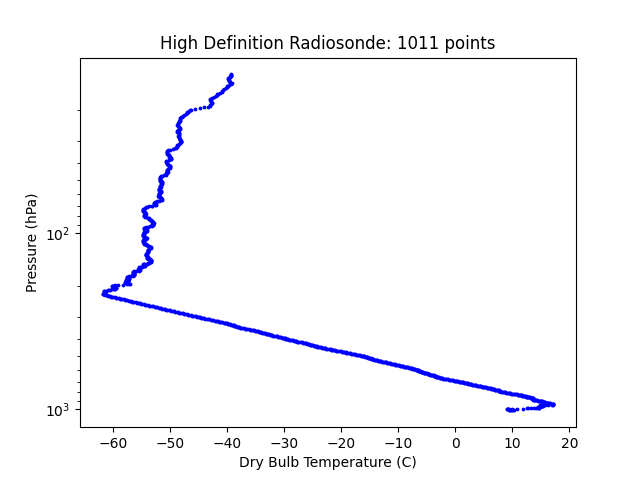 High Definition Radiosonde: 1011 points
Pressure (hPa)
10²
10³
−60 −50 −40 −30 −20 −10 0 10 20
Dry Bulb Temperature (C)